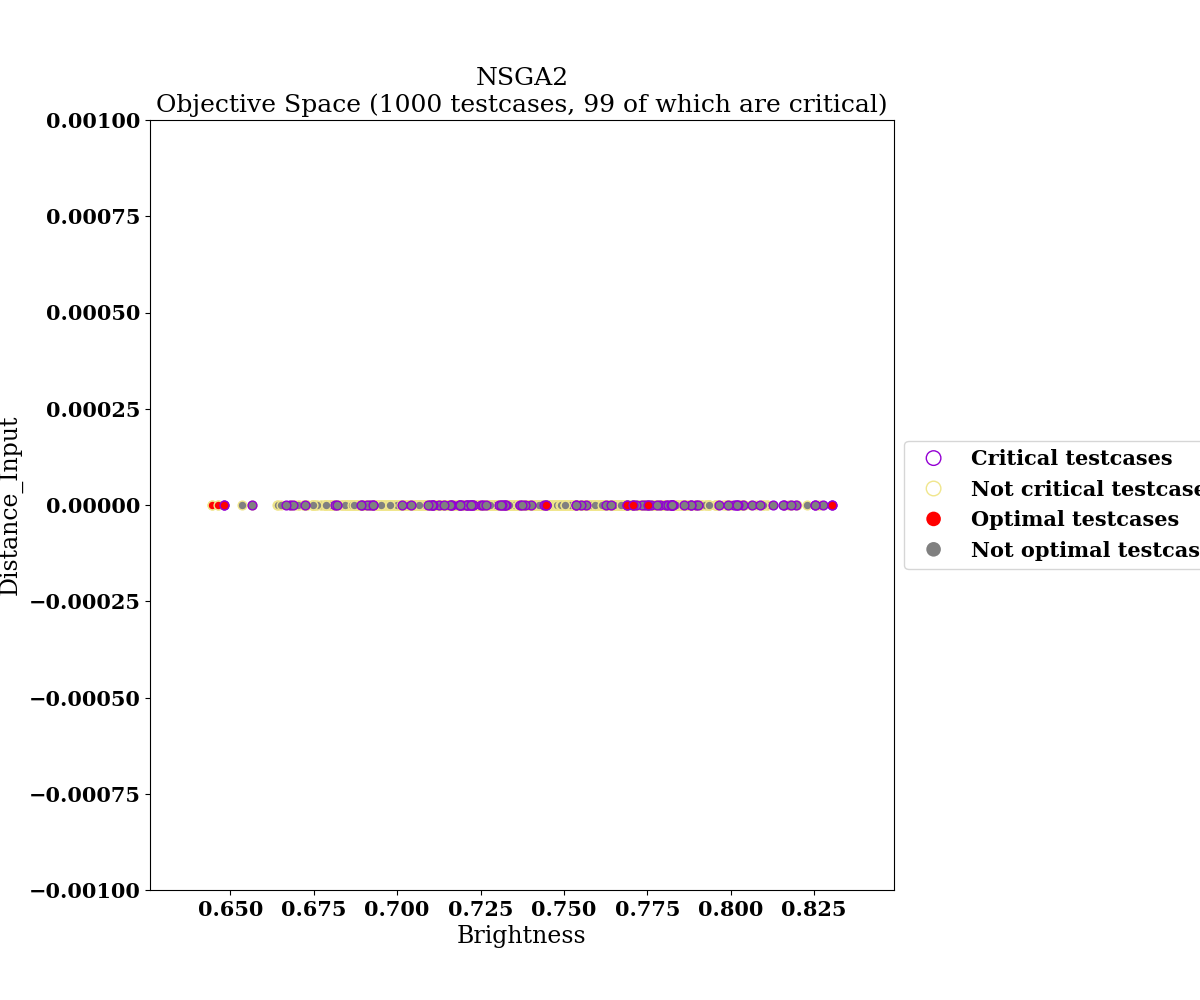 NSGA2
Objective Space (1000 testcases, 99 of which are critical)
0.00100
0.00075
0.00050
0.00025
0.00000
−0.00025
−0.00050
−0.00075
−0.00100
Distance_Input
0.650 0.675 0.700 0.725 0.750 0.775 0.800 0.825
Brightness
Critical testcases
Not critical testcase
Optimal testcases
Not optimal testcas